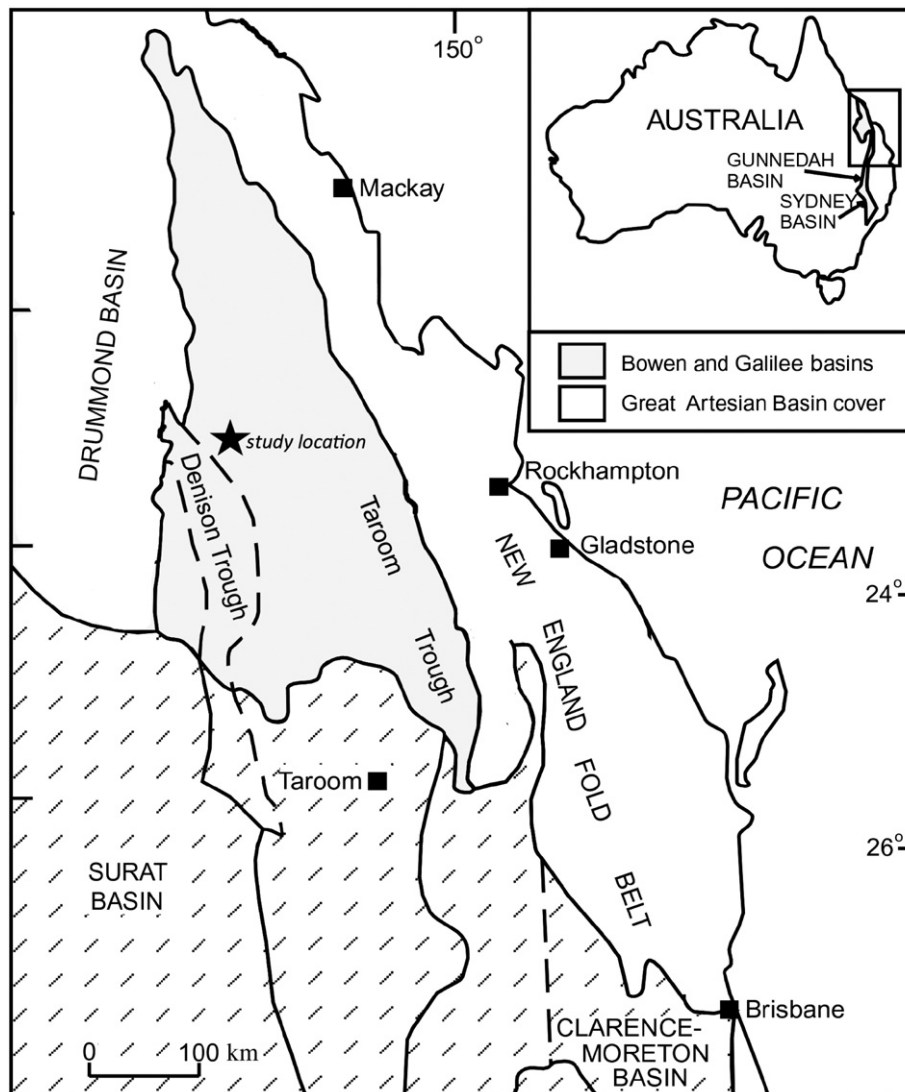 150°
AUSTRALIA
GUNNEDAH
BASIN
SYDNEY
BASIN
Mackay
DRUMMOND BASIN
Bowen and Galilee basins
Great Artesian Basin cover
study location
Denison Trough
Taroom
Trough
Rockhampton
Gladstone
PACIFIC
OCEAN
24°
NEW
ENGLAND
FOLD
BELT
Taroom
26°
SURAT
BASIN
Brisbane
CLARENCE-
MORETON
BASIN
0 100 km